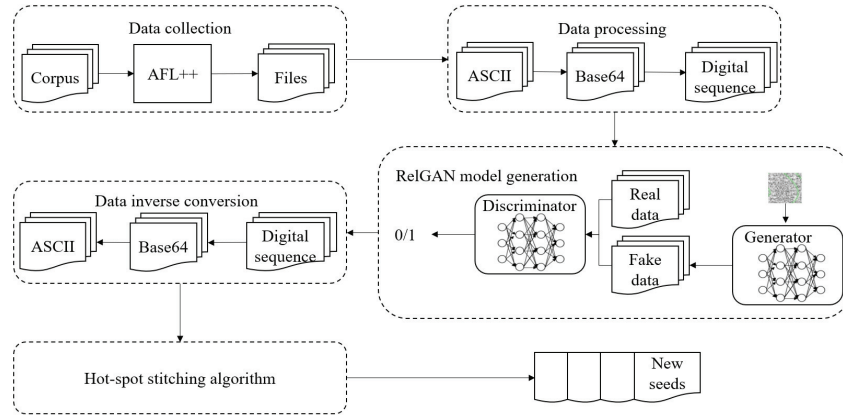 Data collection
Corpus
AFL++
Files
Data processing
ASCII
Base64
Digital
sequence
RelGAN model generation
0/1
Discriminator
Real
data
Fake
data
Generator
Data inverse conversion
ASCII
Base64
Digital
sequence
Hot-spot stitching algorithm
New
seeds